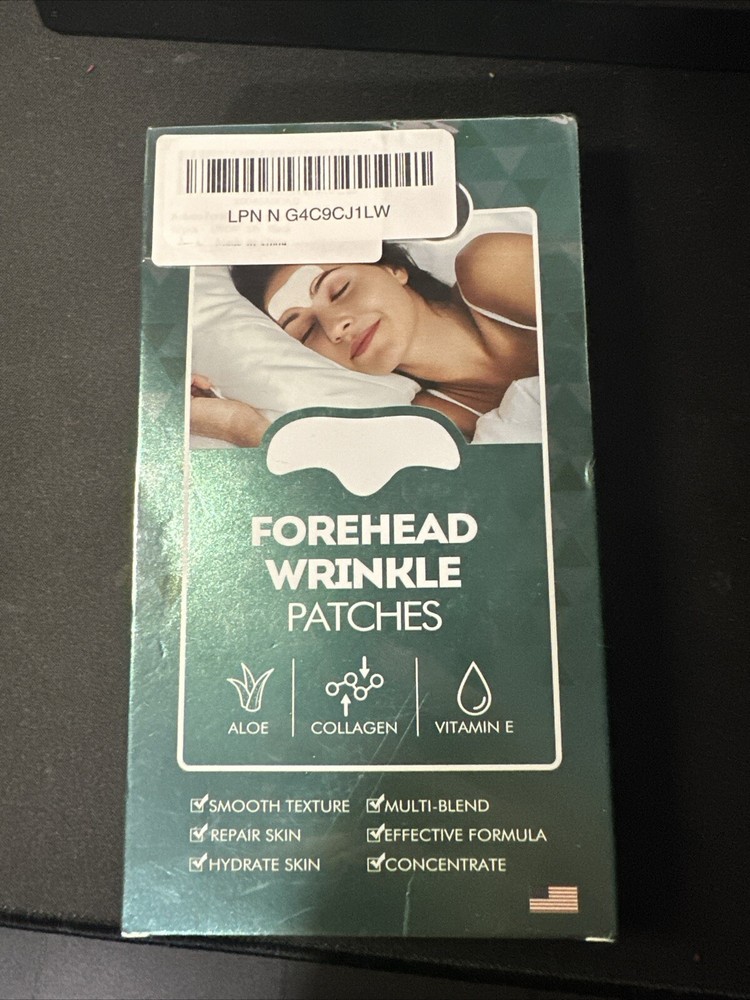 LPN N G4C9CJ1LW
FOREHEAD
WRINKLE
PATCHES
ALOE
COLLAGEN
VITAMIN E
SMOOTH TEXTURE
MULTI-BLEND
REPAIR SKIN
EFFECTIVE FORMULA
HYDRATE SKIN
CONCENTRATE